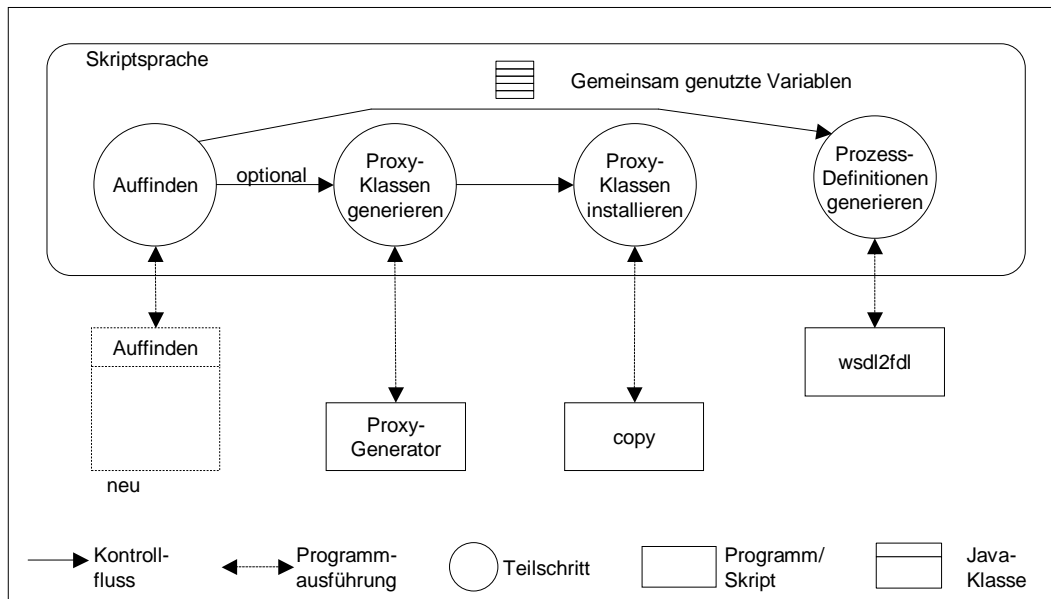 Skriptsprache
Gemeinsam genutzte Variablen
Auffinden
optional
Proxy-
Klassen
generieren
Proxy-
Klassen
installieren
Prozess-
Definitionen
generieren
Auffinden
neu
Proxy-
Generator
copy
wsdl2fdl
Kontroll-
fluss
Programm-
ausführung
Teilschritt
Programm/
Skript
Java-
Klasse